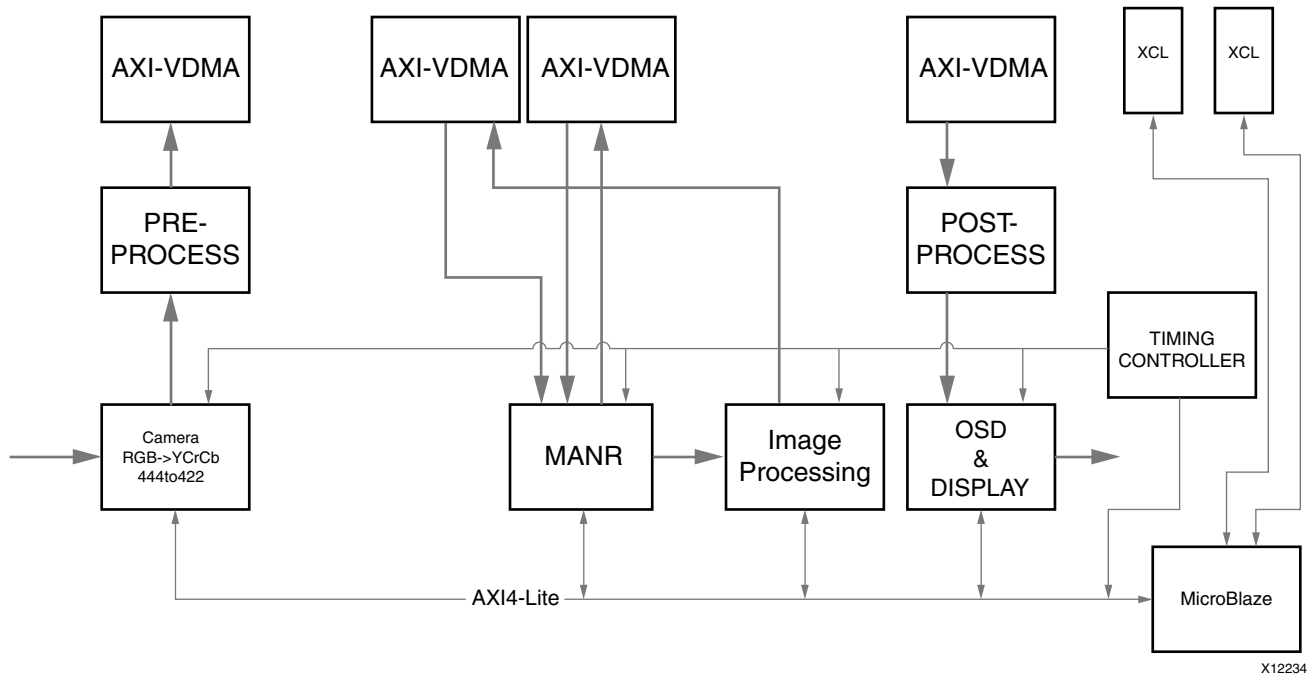 AXI-VDMA
AXI-VDMA
AXI-VDMA
AXI-VDMA
XCL
XCL
PRE-
PROCESS
POST-
PROCESS
TIMING
CONTROLLER
Camera
RGB->YCrCb
444to422
MANR
Image
Processing
OSD
&
DISPLAY
AXI4-Lite
MicroBlaze
X12234